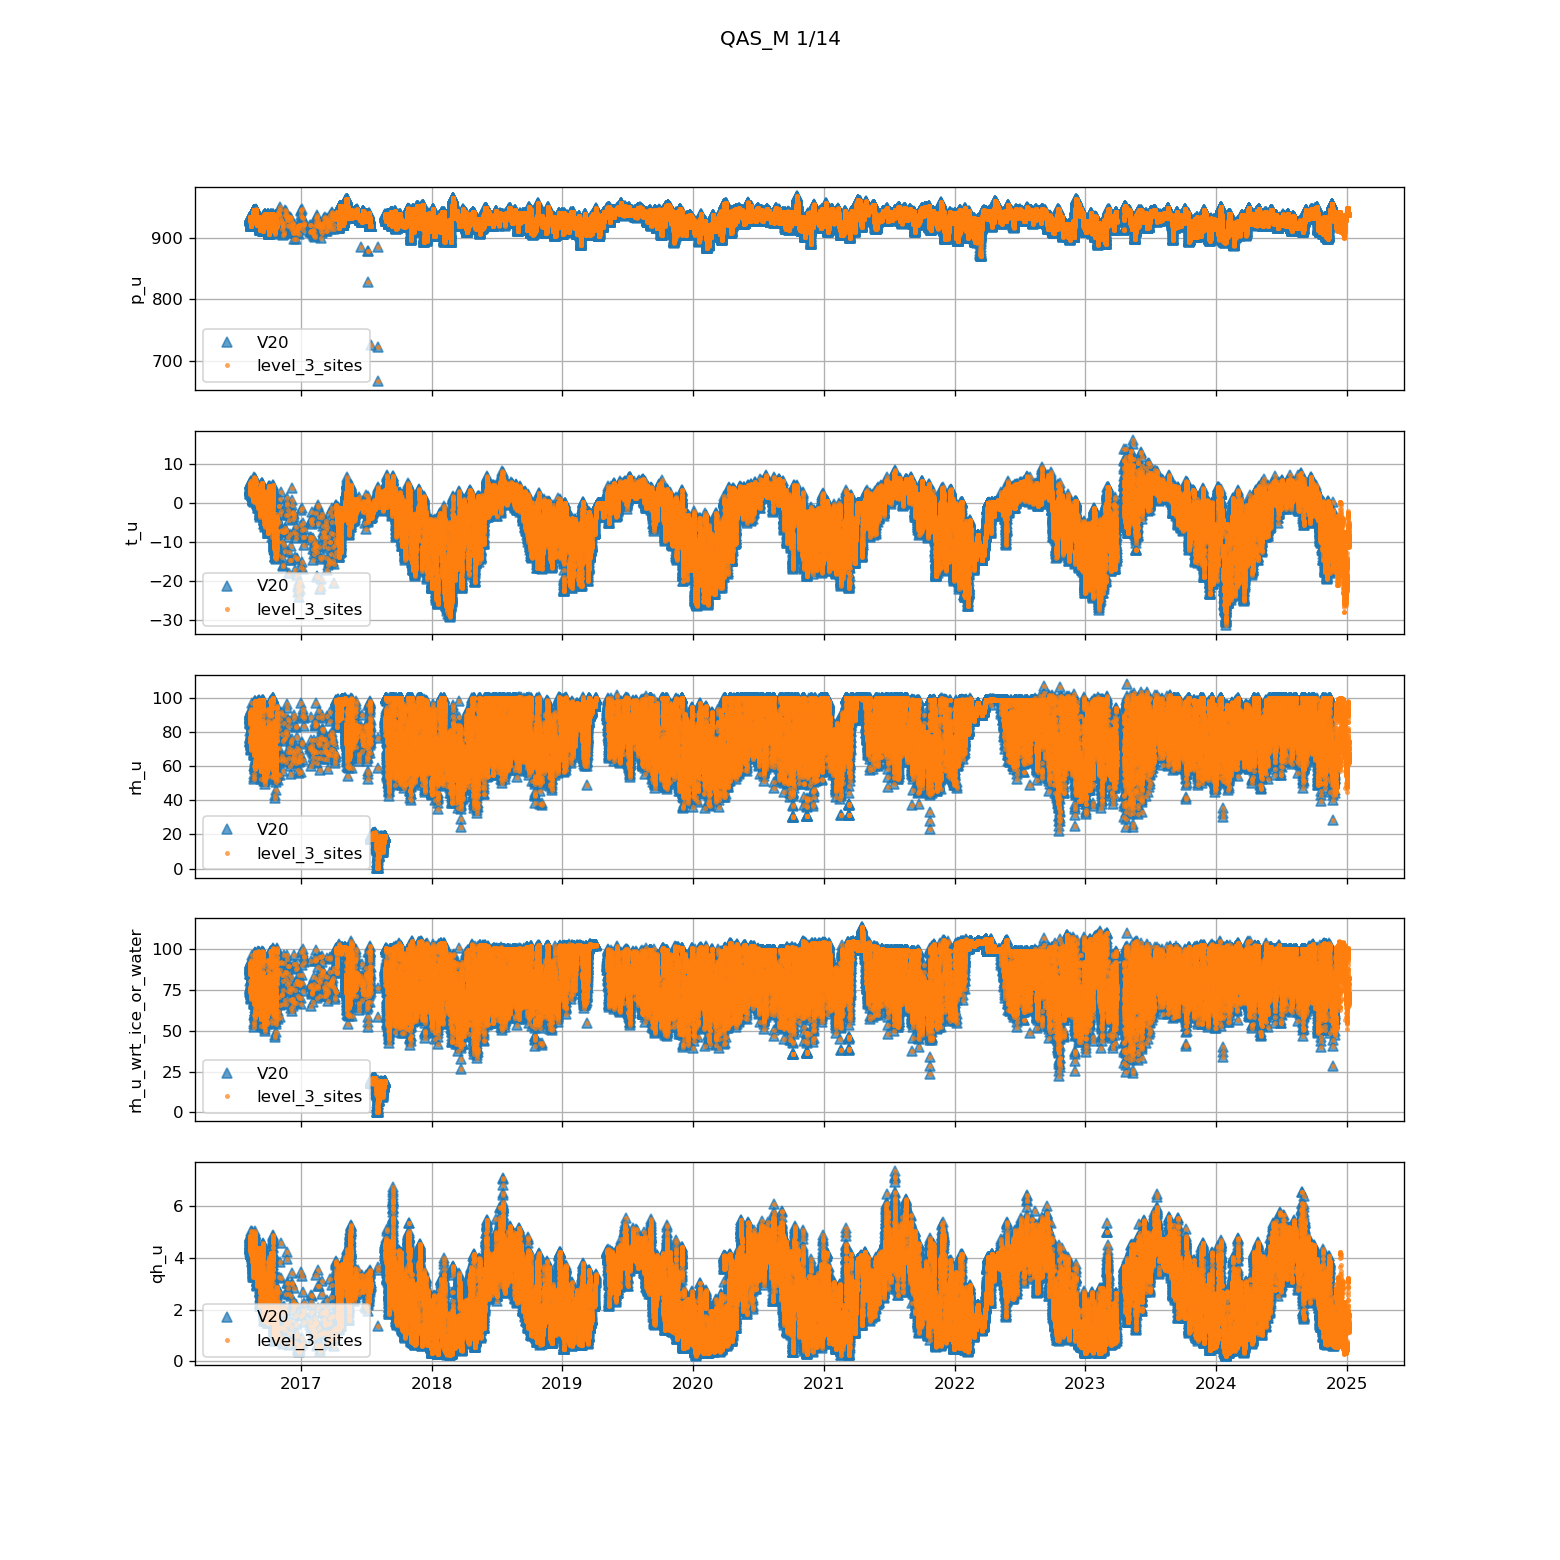 QAS_M 1/14
900
800
700
p_u
V20
level_3_sites
10
0
−10
−20
−30
t_u
V20
level_3_sites
100
80
60
40
20
0
rh_u
V20
level_3_sites
100
75
50
25
0
rh_u_wrt_ice_or_water
V20
level_3_sites
6
4
2
0
qh_u
V20
level_3_sites
2017 2018 2019 2020 2021 2022 2023 2024 2025